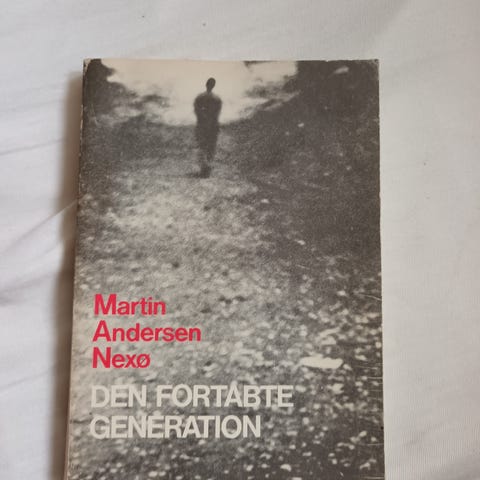 Martin
Andersen
Nexø
DEN FORTABTE
GENERATION